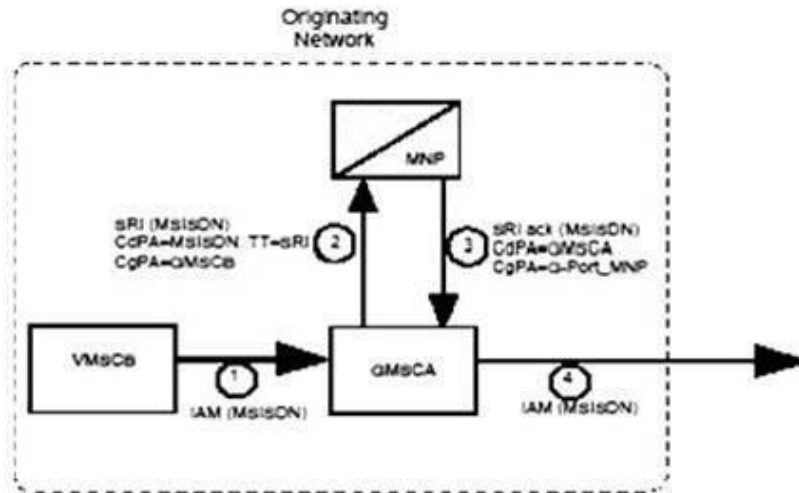 Originating
Network
MNP
sRI (MsIsDN)
CdPA=MsIsDN TT=sRI
CgPA=GMSCB
2
3
sRI ack (MsIsDN)
CdPA=GMSCA
CgPA=G-Port_MNP
VMSCB
1
IAM (MsIsDN)
GMSCA
4
IAM (MsIsDN)